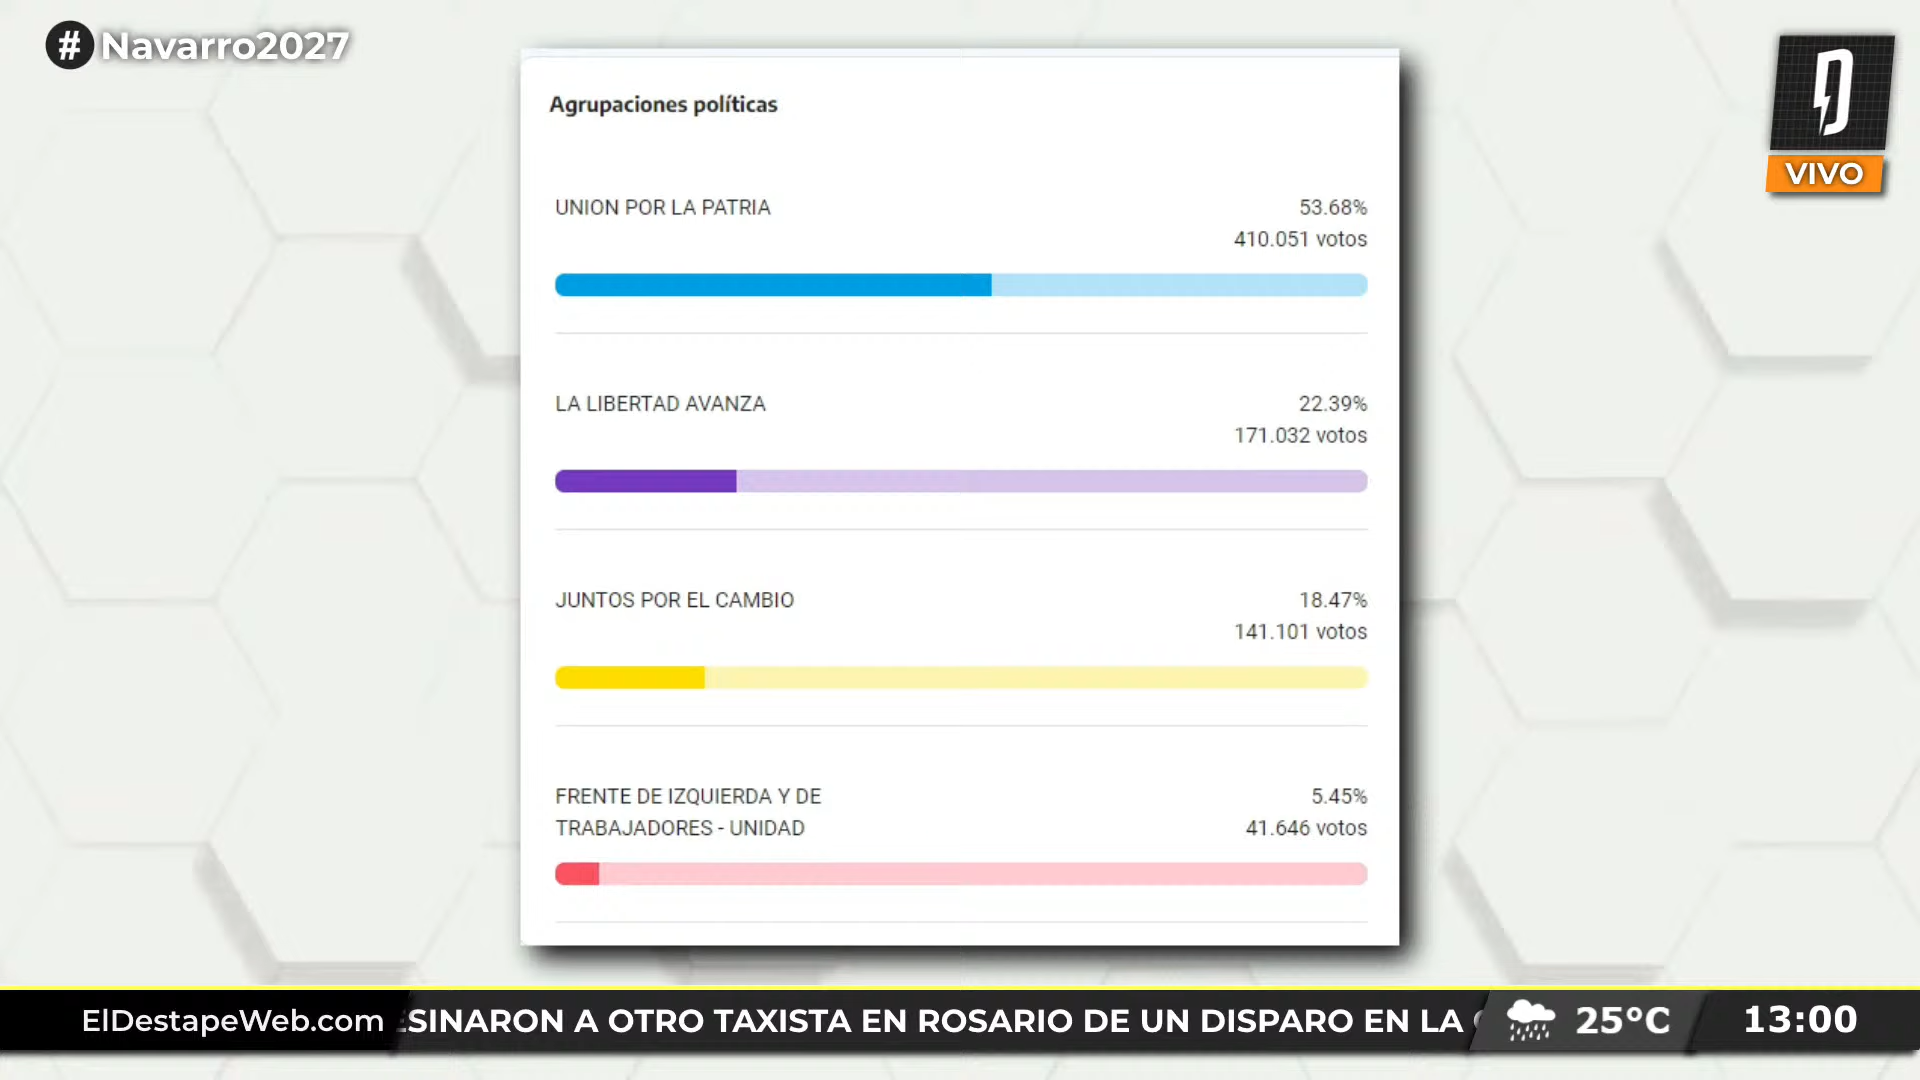 # Navarro2027
VIVO
Agrupaciones políticas
UNION POR LA PATRIA
53.68%
410.051 votos
LA LIBERTAD AVANZA
22.39%
171.032 votos
JUNTOS POR EL CAMBIO
18.47%
141.101 votos
FRENTE DE IZQUIERDA Y DE
TRABAJADORES - UNIDAD
5.45%
41.646 votos
ElDestapeWeb.com
SINARON A OTRO TAXISTA EN ROSARIO DE UN DISPARO EN LA
25°C
13:00